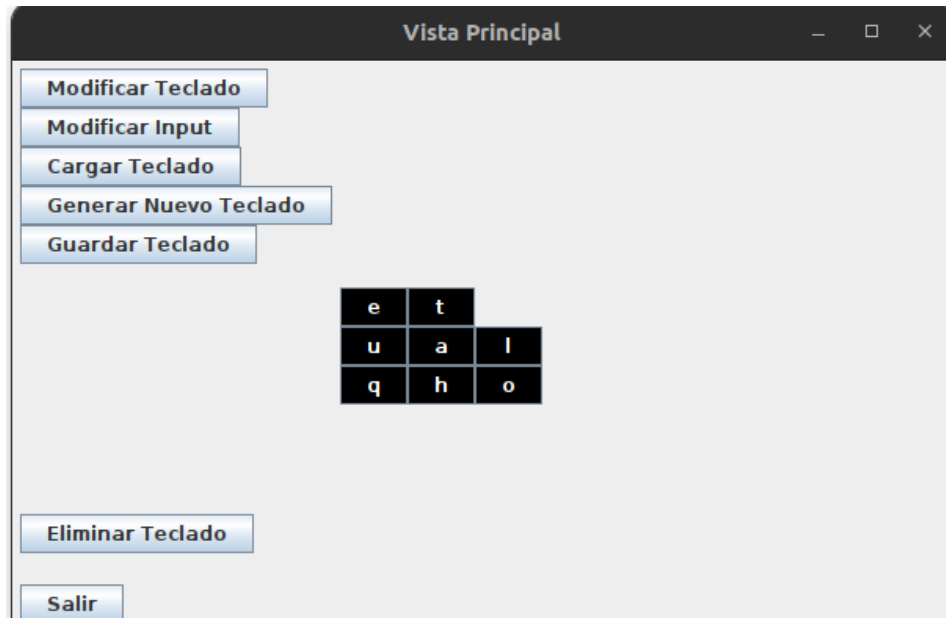 Vista Principal
Modificar Teclado
Modificar Input
Cargar Teclado
Generar Nuevo Teclado
Guardar Teclado
e t
u a l
q h o
Eliminar Teclado
Salir